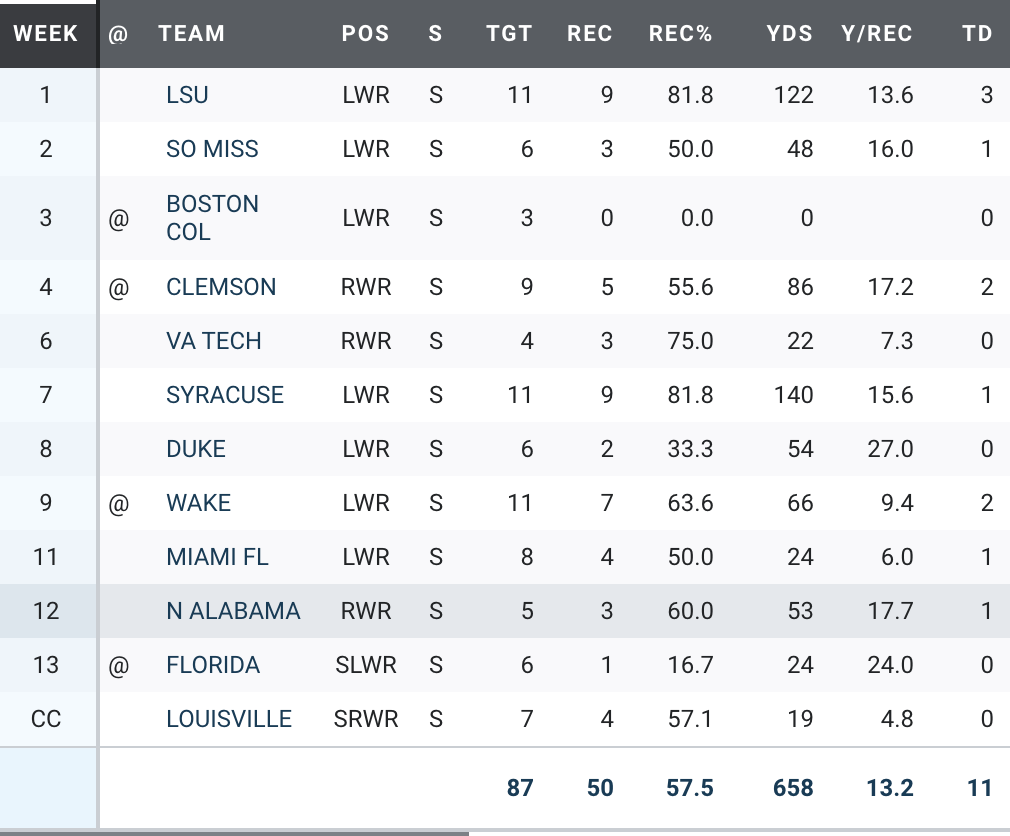 WEEK @ TEAM POS S TGT REC REC% YDS Y/REC TD
1 LSU LWR S 11 9 81.8 122 13.6 3
2 SO MISS LWR S 6 3 50.0 48 16.0 1
3 @ BOSTON COL LWR S 3 0 0.0 0 0
4 @ CLEMSON RWR S 9 5 55.6 86 17.2 2
6 VA TECH RWR S 4 3 75.0 22 7.3 0
7 SYRACUSE LWR S 11 9 81.8 140 15.6 1
8 DUKE LWR S 6 2 33.3 54 27.0 0
9 @ WAKE LWR S 11 7 63.6 66 9.4 2
11 MIAMI FL LWR S 8 4 50.0 24 6.0 1
12 N ALABAMA RWR S 5 3 60.0 53 17.7 1
13 @ FLORIDA SLWR S 6 1 16.7 24 24.0 0
CC LOUISVILLE SRWR S 7 4 57.1 19 4.8 0
87 50 57.5 658 13.2 11